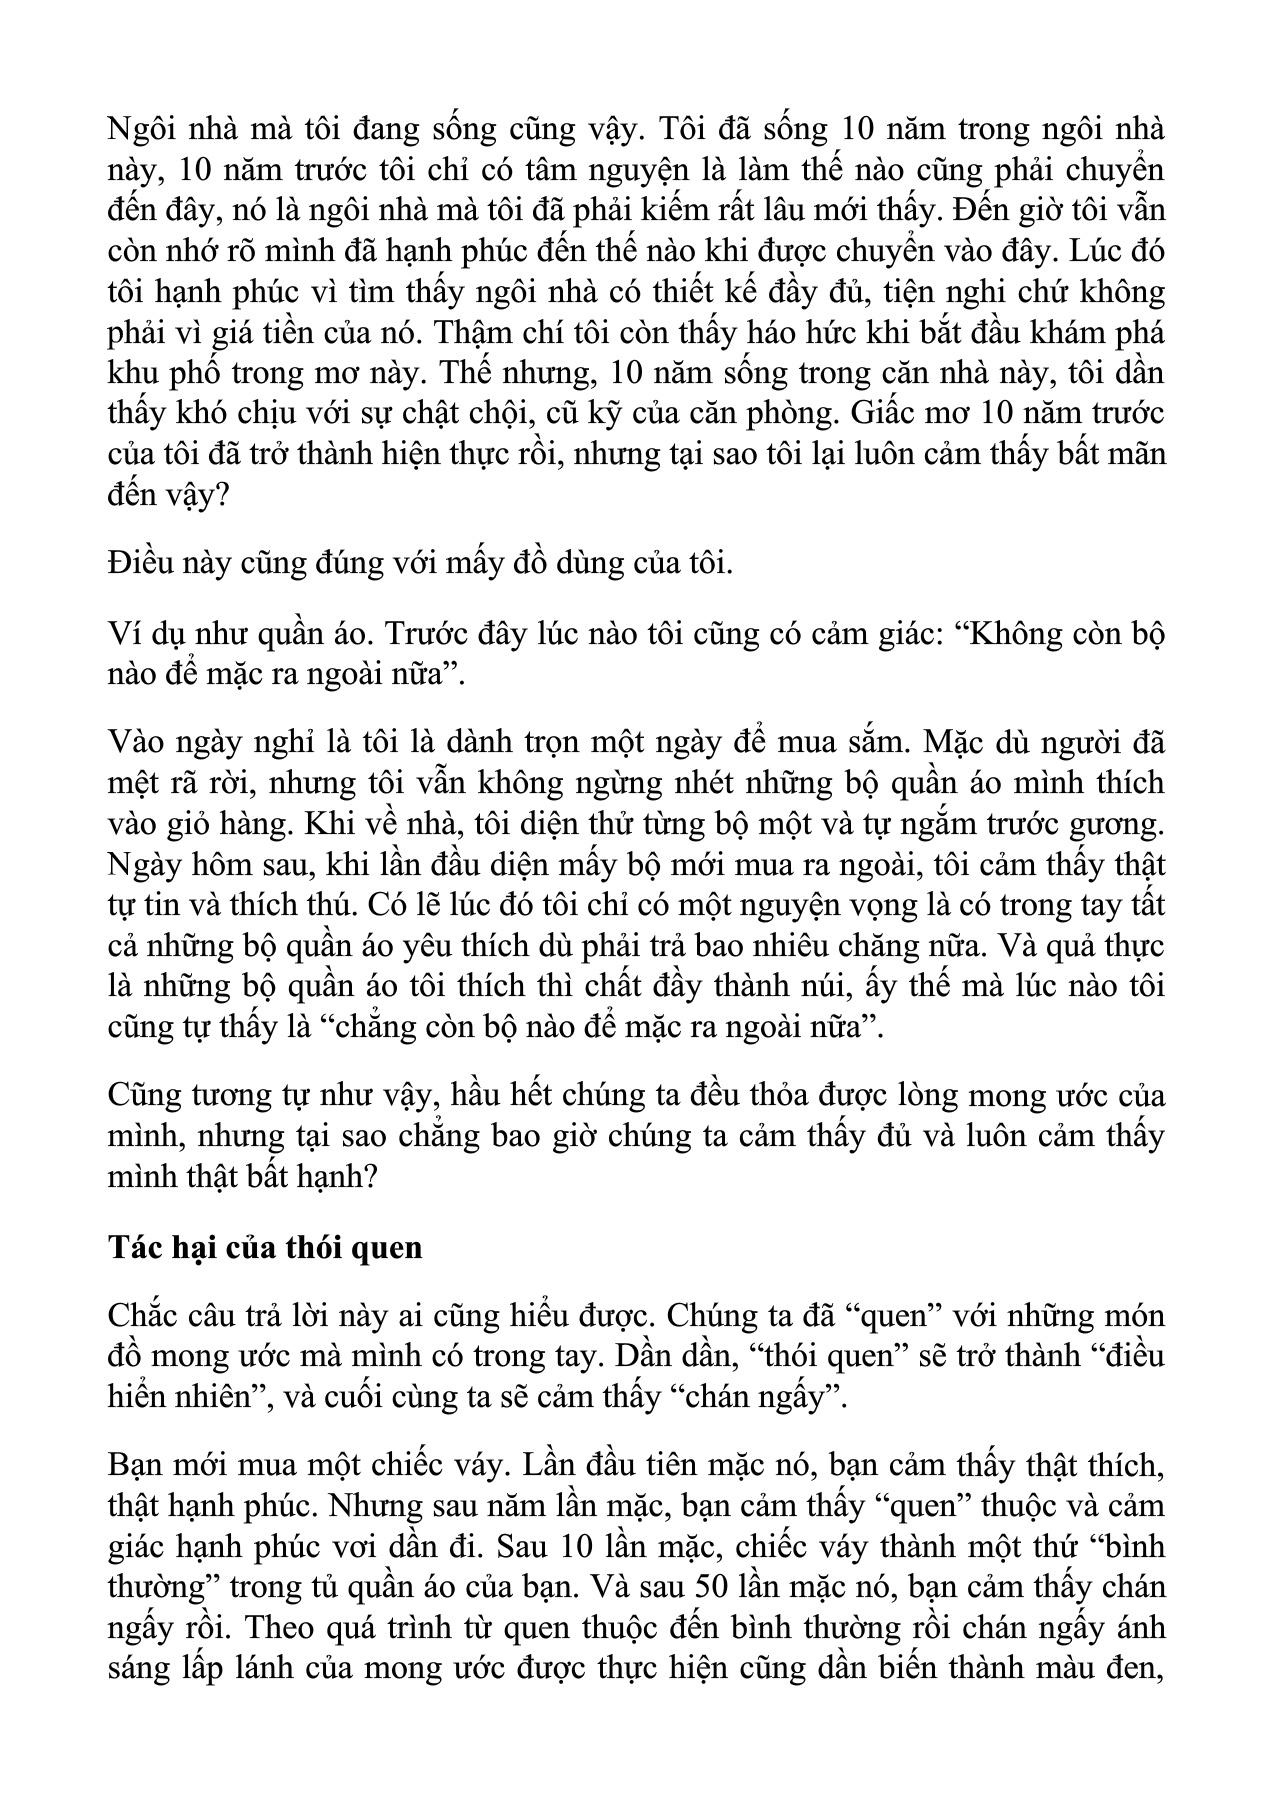 Ngôi nhà mà tôi đang sống cũng vậy. Tôi đã sống 10 năm trong ngôi nhà
này, 10 năm trước tôi chỉ có tâm nguyện là làm thế nào cũng phải chuyển
đến đây, nó là ngôi nhà mà tôi đã phải kiếm rất lâu mới thấy. Đến giờ tôi vẫn
còn nhớ rõ mình đã hạnh phúc đến thế nào khi được chuyển vào đây. Lúc đó
tôi hạnh phúc vì tìm thấy ngôi nhà có thiết kế đầy đủ, tiện nghi chứ không
phải vì giá tiền của nó. Thậm chí tôi còn thấy háo hức khi bắt đầu khám phá
khu phố trong mơ này. Thế nhưng, 10 năm sống trong căn nhà này, tôi dần
thấy khó chịu với sự chật chội, cũ kỹ của căn phòng. Giấc mơ 10 năm trước
của tôi đã trở thành hiện thực rồi, nhưng tại sao tôi lại luôn cảm thấy bất mãn
đến vậy?
Điều này cũng đúng với mấy đồ dùng của tôi.
Ví dụ như quần áo. Trước đây lúc nào tôi cũng có cảm giác: “Không còn bộ
nào để mặc ra ngoài nữa”.
Vào ngày nghỉ là tôi là dành trọn một ngày để mua sắm. Mặc dù người đã
mệt rã rời, nhưng tôi vẫn không ngừng nhét những bộ quần áo mình thích
vào giỏ hàng. Khi về nhà, tôi diện thử từng bộ một và tự ngắm trước gương.
Ngày hôm sau, khi lần đầu diện mấy bộ mới mua ra ngoài, tôi cảm thấy thật
tự tin và thích thú. Có lẽ lúc đó tôi chỉ có một nguyện vọng là có trong tay tất
cả những bộ quần áo yêu thích dù phải trả bao nhiêu chăng nữa. Và quả thực
là những bộ quần áo tôi thích thì chất đầy thành núi, ấy thế mà lúc nào tôi
cũng tự thấy là “chẳng còn bộ nào để mặc ra ngoài nữa”.
Cũng tương tự như vậy, hầu hết chúng ta đều thỏa được lòng mong ước của
mình, nhưng tại sao chẳng bao giờ chúng ta cảm thấy đủ và luôn cảm thấy
mình thật bất hạnh?
Tác hại của thói quen
Chắc câu trả lời này ai cũng hiểu được. Chúng ta đã “quen” với những món
đồ mong ước mà mình có trong tay. Dần dần, “thói quen” sẽ trở thành “điều
hiển nhiên”, và cuối cùng ta sẽ cảm thấy “chán ngấy”.
Bạn mới mua một chiếc váy. Lần đầu tiên mặc nó, bạn cảm thấy thật thích,
thật hạnh phúc. Nhưng sau năm lần mặc, bạn cảm thấy “quen” thuộc và cảm
giác hạnh phúc vơi dần đi. Sau 10 lần mặc, chiếc váy thành một thứ “bình
thường” trong tủ quần áo của bạn. Và sau 50 lần mặc nó, bạn cảm thấy chán
ngấy rồi. Theo quá trình từ quen thuộc đến bình thường rồi chán ngấy ánh
sáng lấp lánh của mong ước được thực hiện cũng dần biến thành màu đen,